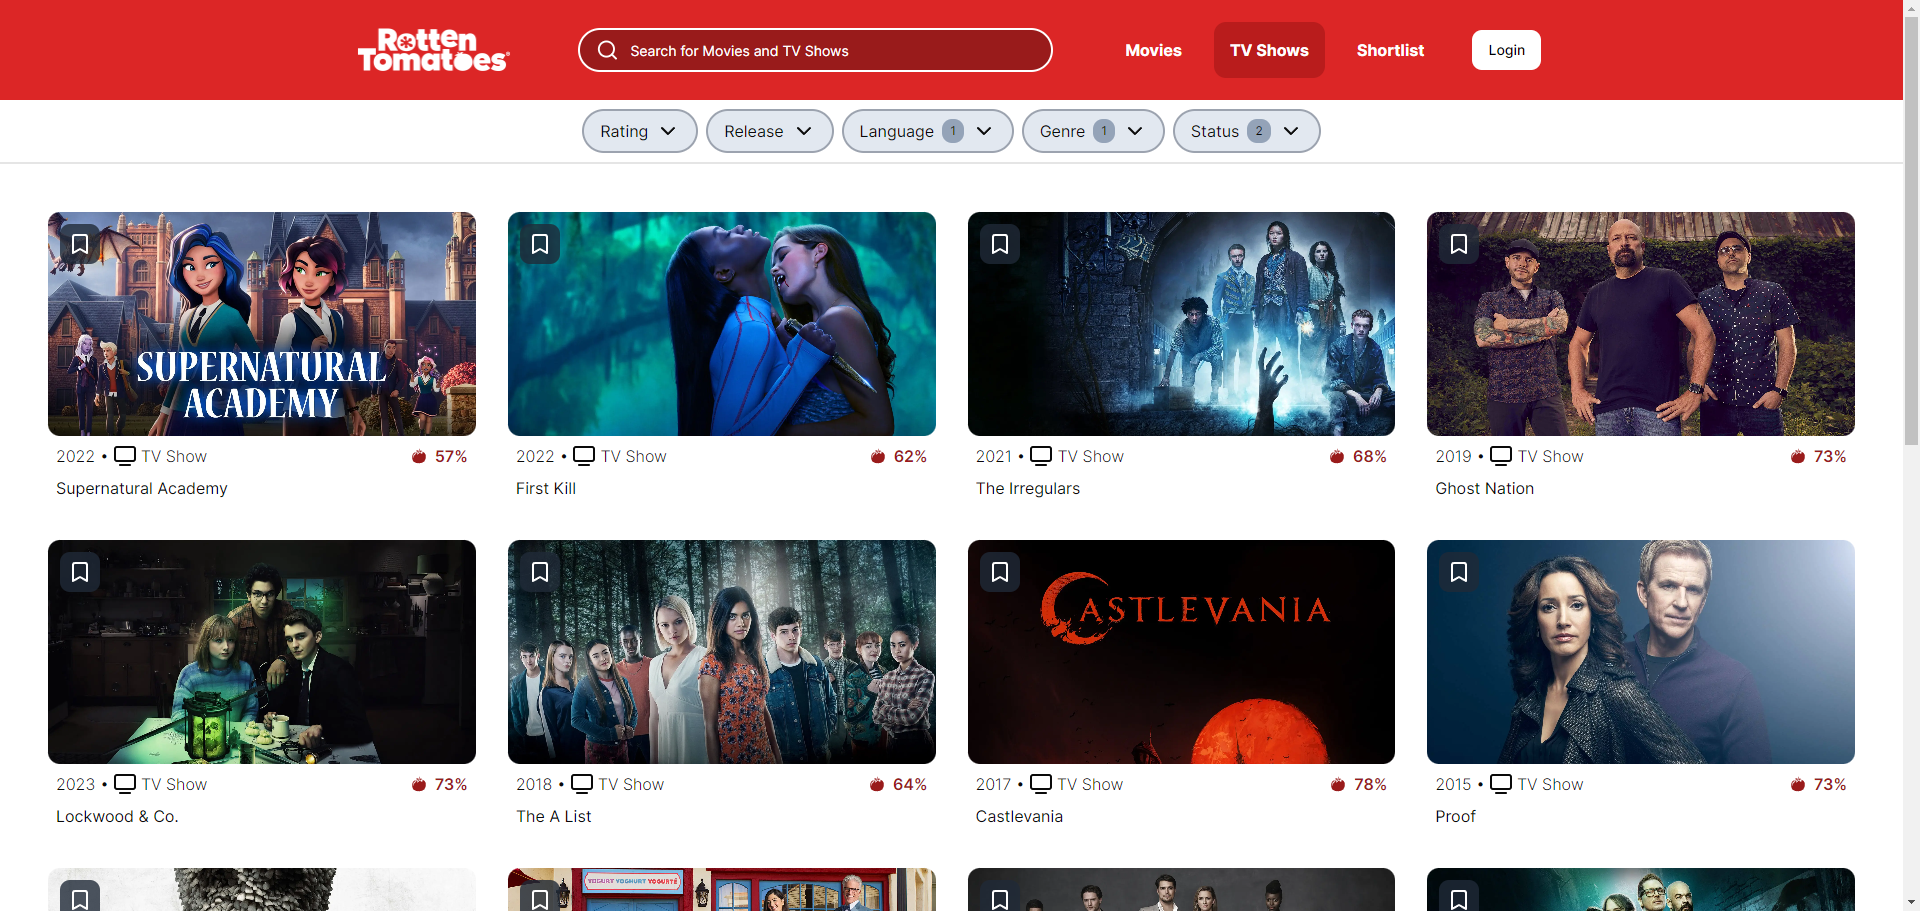 Rotten
Tomatoes
Search for Movies and TV Shows
Movies
TV Shows
Shortlist
Login
Rating
Release
Language 1
Genre 1
Status 2
SUPERNATURAL
ACADEMY
2022 • TV Show 57%
Supernatural Academy
2022 • TV Show 62%
First Kill
2021 • TV Show 68%
The Irregulars
2019 • TV Show 73%
Ghost Nation
CASTLEVANIA
2023 • TV Show 73%
Lockwood & Co.
2018 • TV Show 64%
The A List
2017 • TV Show 78%
Castlevania
2015 • TV Show 73%
Proof
YOGURT YOGHURT YOGURTÉ